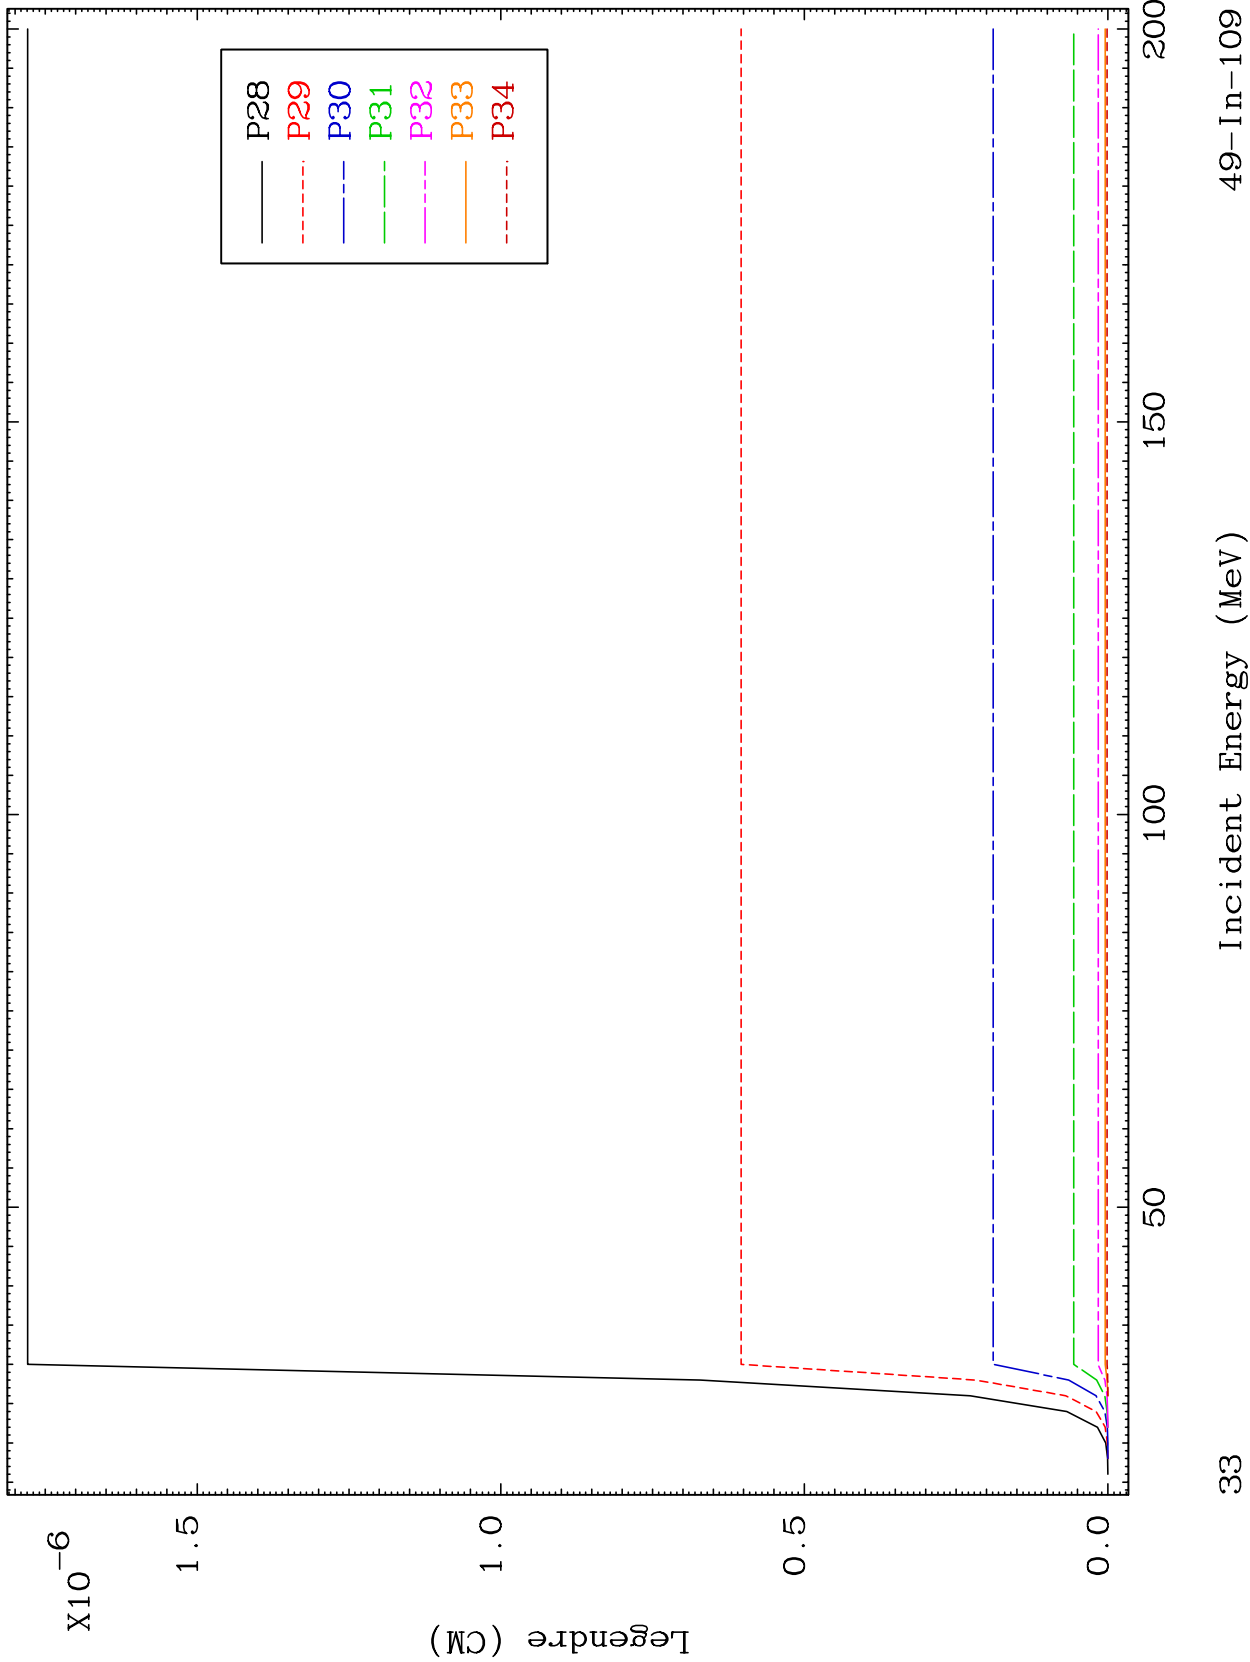 X10-6
1.5
1.0
0.5
0.0
Legendre (CM)
P28
P29
P30
P31
P32
P33
P34
50
100
150
200
Incident Energy (MeV)
33
49-In-109